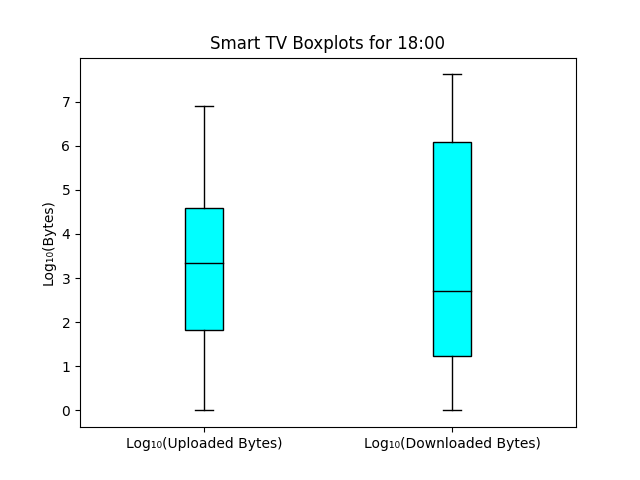 Smart TV Boxplots for 18:00
Log₁₀(Bytes)
7
6
5
4
3
2
1
0
Log₁₀(Uploaded Bytes)
Log₁₀(Downloaded Bytes)